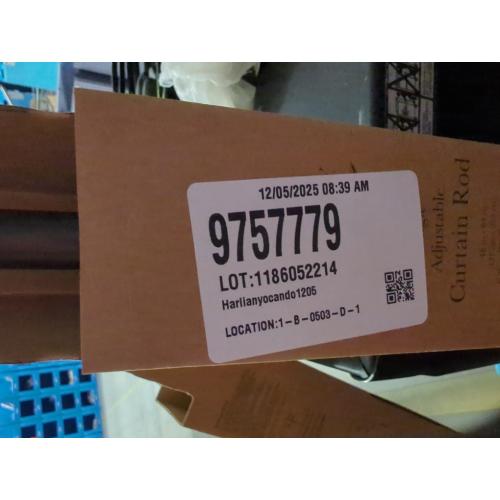 12/05/2025 08:39 AM
9757779
LOT:1186052214
Harlianyocando1205
LOCATION:1-B-0503-D-1
Adjustable
Curtain Rod